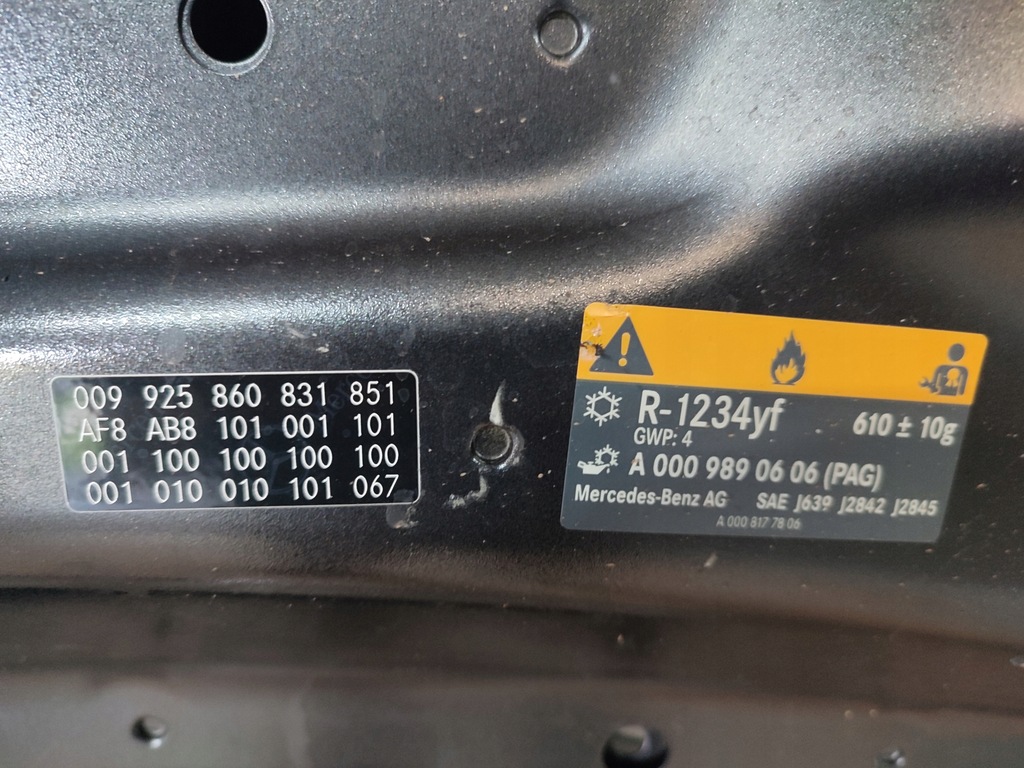 009 925 860 831 851
AF8 AB8 101 001 101
001 100 100 100 100
001 010 010 101 067
R-1234yf 610 ± 10g
GWP: 4
A 000 989 06 06 (PAG)
Mercedes-Benz AG SAE J639 J2842 J2845
A 000 817 78 06